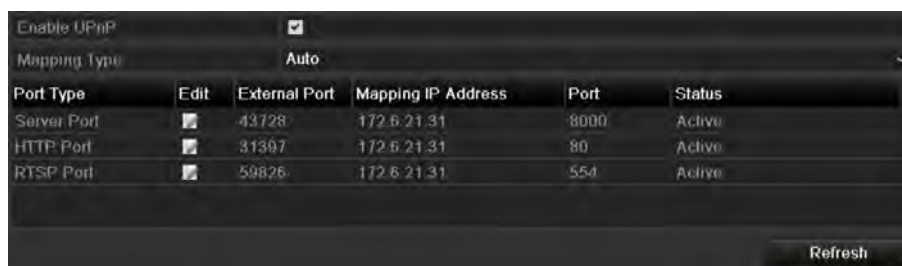 Enable UPnP
Mapping Type Auto
Port Type Edit External Port Mapping IP Address Port Status
Server Port 43728 172.6.21.31 8000 Active
HTTP Port 31397 172.6.21.31 80 Active
RTSP Port 59826 172.6.21.31 554 Active
Refresh